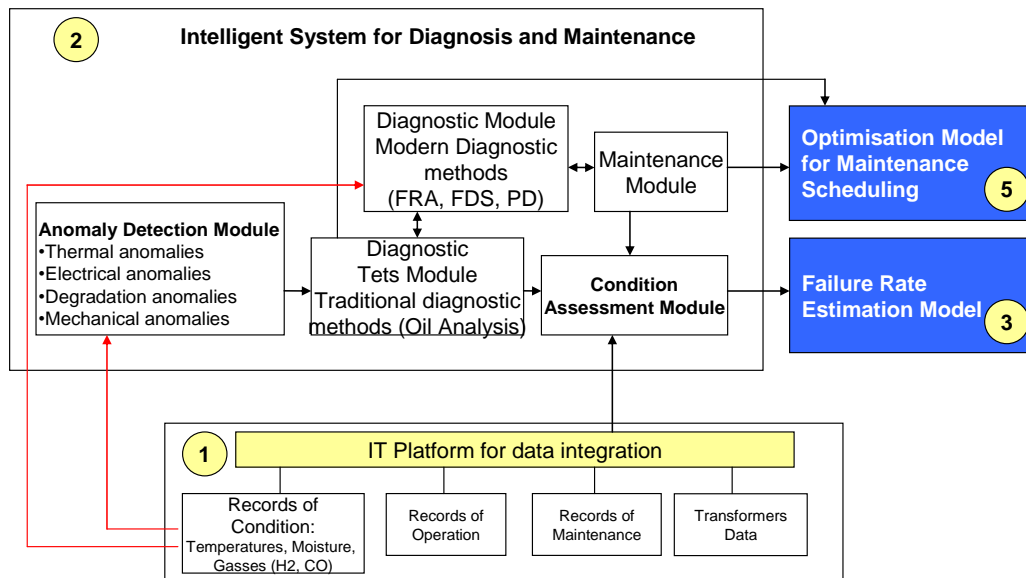 2
Intelligent System for Diagnosis and Maintenance
Diagnostic Module
Modern Diagnostic
methods
(FRA, FDS, PD)
Maintenance
Module
Optimisation Model
for Maintenance
Scheduling
5
Anomaly Detection Module
•Thermal anomalies
•Electrical anomalies
•Degradation anomalies
•Mechanical anomalies
Diagnostic
Tets Module
Traditional diagnostic
methods (Oil Analysis)
Condition
Assessment Module
Failure Rate
Estimation Model
3
1
IT Platform for data integration
Records of
Condition:
Temperatures, Moisture,
Gasses (H2, CO)
Records of
Operation
Records of
Maintenance
Transformers
Data